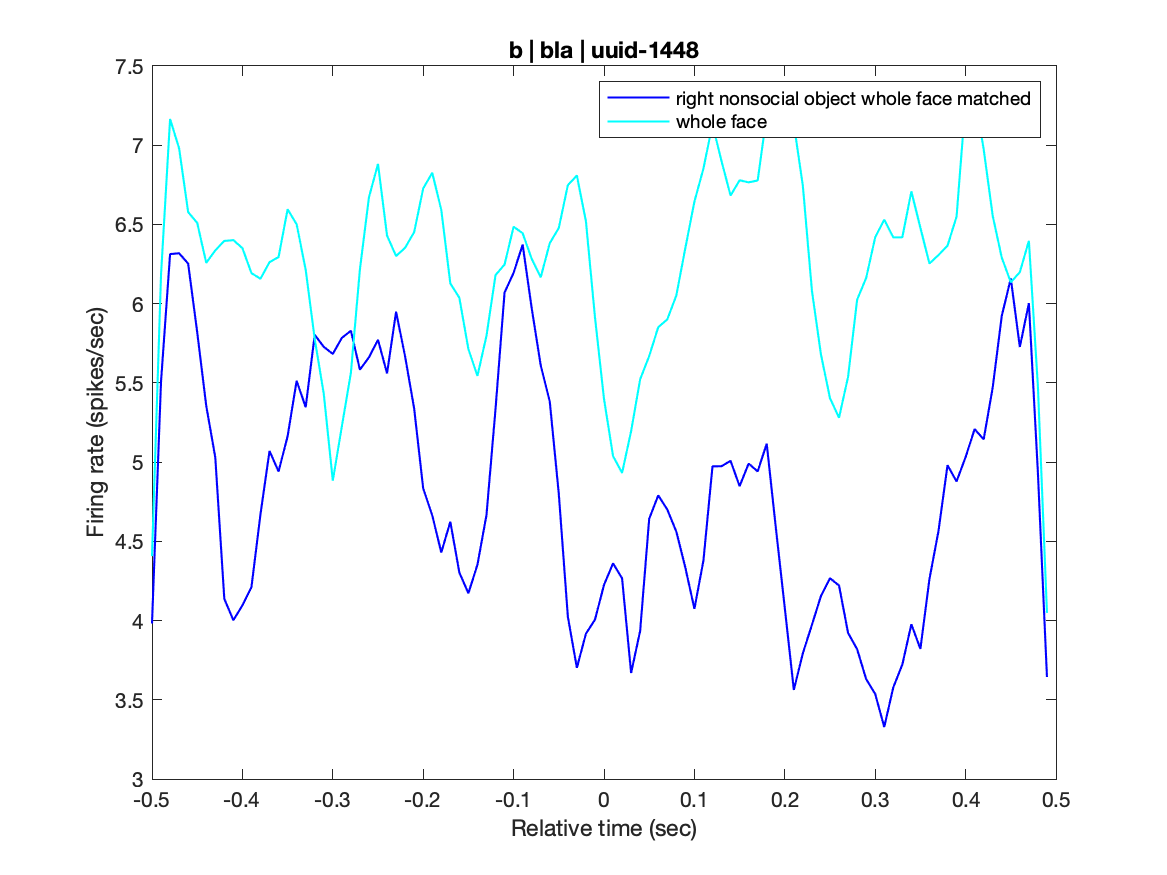 b | bla | uuid-1448
right nonsocial object whole face matched
whole face
7.5
7
6.5
6
5.5
5
4.5
4
3.5
3
Firing rate (spikes/sec)
-0.5 -0.4 -0.3 -0.2 -0.1 0 0.1 0.2 0.3 0.4 0.5
Relative time (sec)